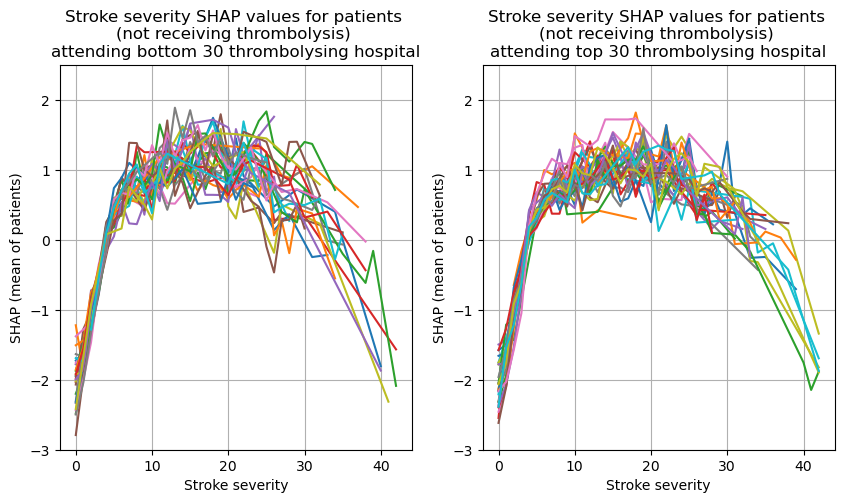 Stroke severity SHAP values for patients
(not receiving thrombolysis)
attending bottom 30 thrombolysing hospital
SHAP (mean of patients)
2
1
0
−1
−2
−3
0
10
20
30
40
Stroke severity
Stroke severity SHAP values for patients
(not receiving thrombolysis)
attending top 30 thrombolysing hospital
SHAP (mean of patients)
2
1
0
−1
−2
−3
0
10
20
30
40
Stroke severity